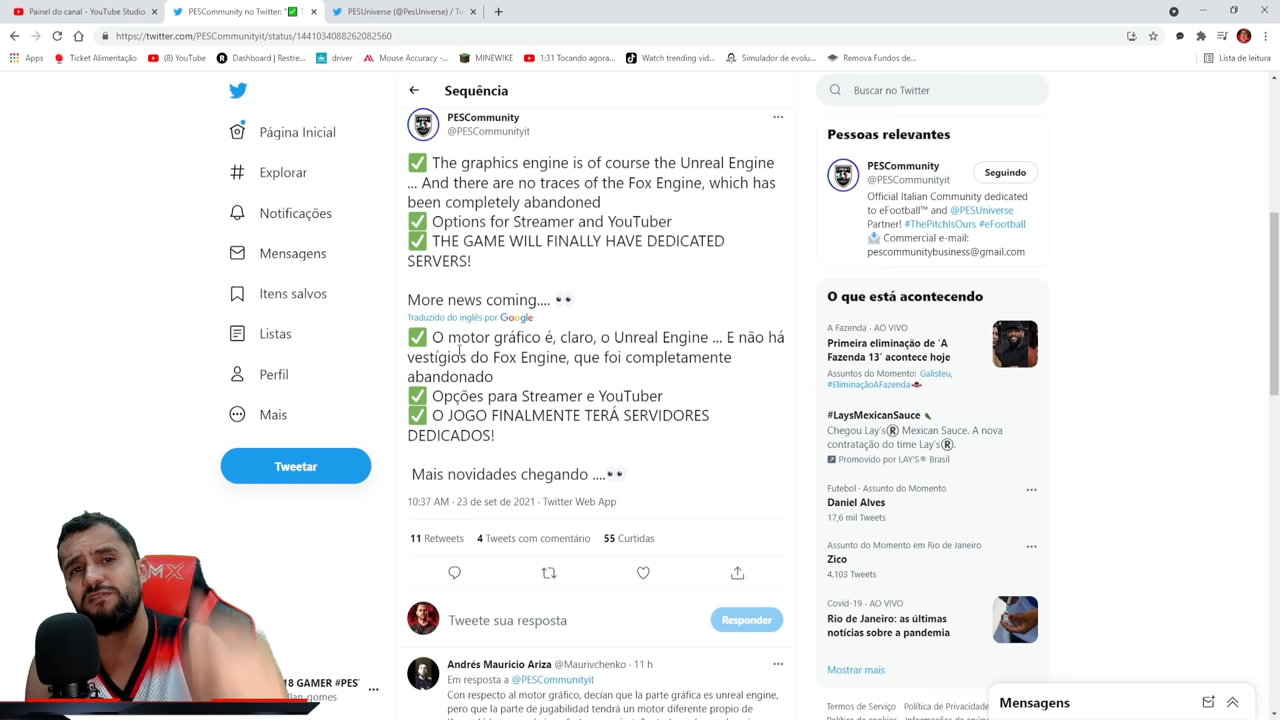 Painel do canal - YouTube Studio
PESCommunity no Twitter: "✅ T
PESUniverse (@PesUniverse) / Tw
https://twitter.com/PESCommunityit/status/1441034088262082560
Apps
Ticket Alimentação
(8) YouTube
Dashboard | Restre...
driver
Mouse Accuracy -...
MINEWIKE
1:31 Tocando agora...
Watch trending vid...
Simulador de evolu...
Remova Fundos de...
Lista de leitura
Página Inicial
Explorar
Notificações
Mensagens
Itens salvos
Listas
Perfil
Mais
Tweetar
18 GAMER #PES
llan_gomes
Sequência
PESCommunity
@PESCommunityit
✅ The graphics engine is of course the Unreal Engine
... And there are no traces of the Fox Engine, which has
been completely abandoned
✅ Options for Streamer and YouTuber
✅ THE GAME WILL FINALLY HAVE DEDICATED
SERVERS!
More news coming.... 👀
Traduzido do inglês por Google
✅ O motor gráfico é, claro, o Unreal Engine ... E não há
vestígios do Fox Engine, que foi completamente
abandonado
✅ Opções para Streamer e YouTuber
✅ O JOGO FINALMENTE TERÁ SERVIDORES
DEDICADOS!
Mais novidades chegando ....👀
10:37 AM · 23 de set de 2021 · Twitter Web App
11 Retweets 4 Tweets com comentário 55 Curtidas
Tweete sua resposta
Responder
Andrés Mauricio Ariza @Maurivchenko · 11 h
Em resposta a @PESCommunityit
Con respecto al motor gráfico, decían que la parte gráfica es unreal engine,
pero que la parte de jugabilidad tendrá un motor diferente propio de
Buscar no Twitter
Pessoas relevantes
PESCommunity
@PESCommunityit
Seguindo
Official Italian Community dedicated
to eFootball™ and @PESUniverse
Partner! #ThePitchIsOurs #eFootball
📩 Commercial e-mail:
pescommunitybusiness@gmail.com
O que está acontecendo
A Fazenda · AO VIVO
Primeira eliminação de 'A
Fazenda 13' acontece hoje
Assuntos do Momento: Galisteu,
#EliminaçãoAFazenda
#LaysMexicanSauce
Chegou Lay's® Mexican Sauce. A nova
contratação do time Lay's®.
Promovido por LAY'S® Brasil
Futebol · Assunto do Momento
Daniel Alves
17,6 mil Tweets
Assunto do Momento em Rio de Janeiro
Zico
4.103 Tweets
Covid-19 · AO VIVO
Rio de Janeiro: as últimas
notícias sobre a pandemia
Mostrar mais
Termos de Serviço Política de Privacidade
Mensagens